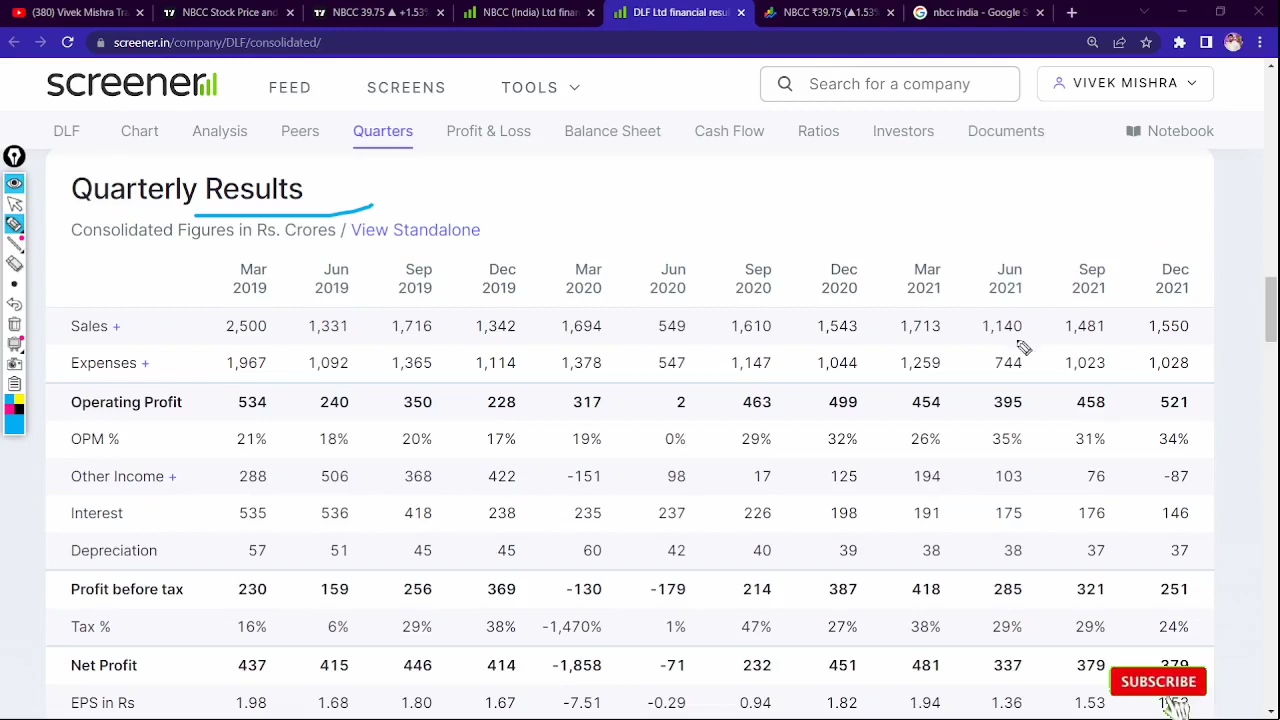 (380) Vivek Mishra Tra
NBCC Stock Price and
NBCC 39.75 ▲ +1.53%
NBCC (India) Ltd finan
DLF Ltd financial resul
NBCC ₹39.75 (▲1.53%
nbcc india - Google S
screener.in/company/DLF/consolidated/
screener
FEED
SCREENS
TOOLS
Search for a company
VIVEK MISHRA
DLF Chart Analysis Peers Quarters Profit & Loss Balance Sheet Cash Flow Ratios Investors Documents Notebook
Quarterly Results
Consolidated Figures in Rs. Crores / View Standalone
Mar Jun Sep Dec Mar Jun Sep Dec Mar Jun Sep Dec
2019 2019 2019 2019 2020 2020 2020 2020 2021 2021 2021 2021
Sales + 2,500 1,331 1,716 1,342 1,694 549 1,610 1,543 1,713 1,140 1,481 1,550
Expenses + 1,967 1,092 1,365 1,114 1,378 547 1,147 1,044 1,259 744 1,023 1,028
Operating Profit 534 240 350 228 317 2 463 499 454 395 458 521
OPM % 21% 18% 20% 17% 19% 0% 29% 32% 26% 35% 31% 34%
Other Income + 288 506 368 422 -151 98 17 125 194 103 76 -87
Interest 535 536 418 238 235 237 226 198 191 175 176 146
Depreciation 57 51 45 45 60 42 40 39 38 38 37 37
Profit before tax 230 159 256 369 -130 -179 214 387 418 285 321 251
Tax % 16% 6% 29% 38% -1,470% 1% 47% 27% 38% 29% 29% 24%
Net Profit 437 415 446 414 -1,858 -71 232 451 481 337 379 379
EPS in Rs 1.98 1.68 1.80 1.67 -7.51 -0.29 0.94 1.82 1.94 1.36 1.53
SUBSCRIBE